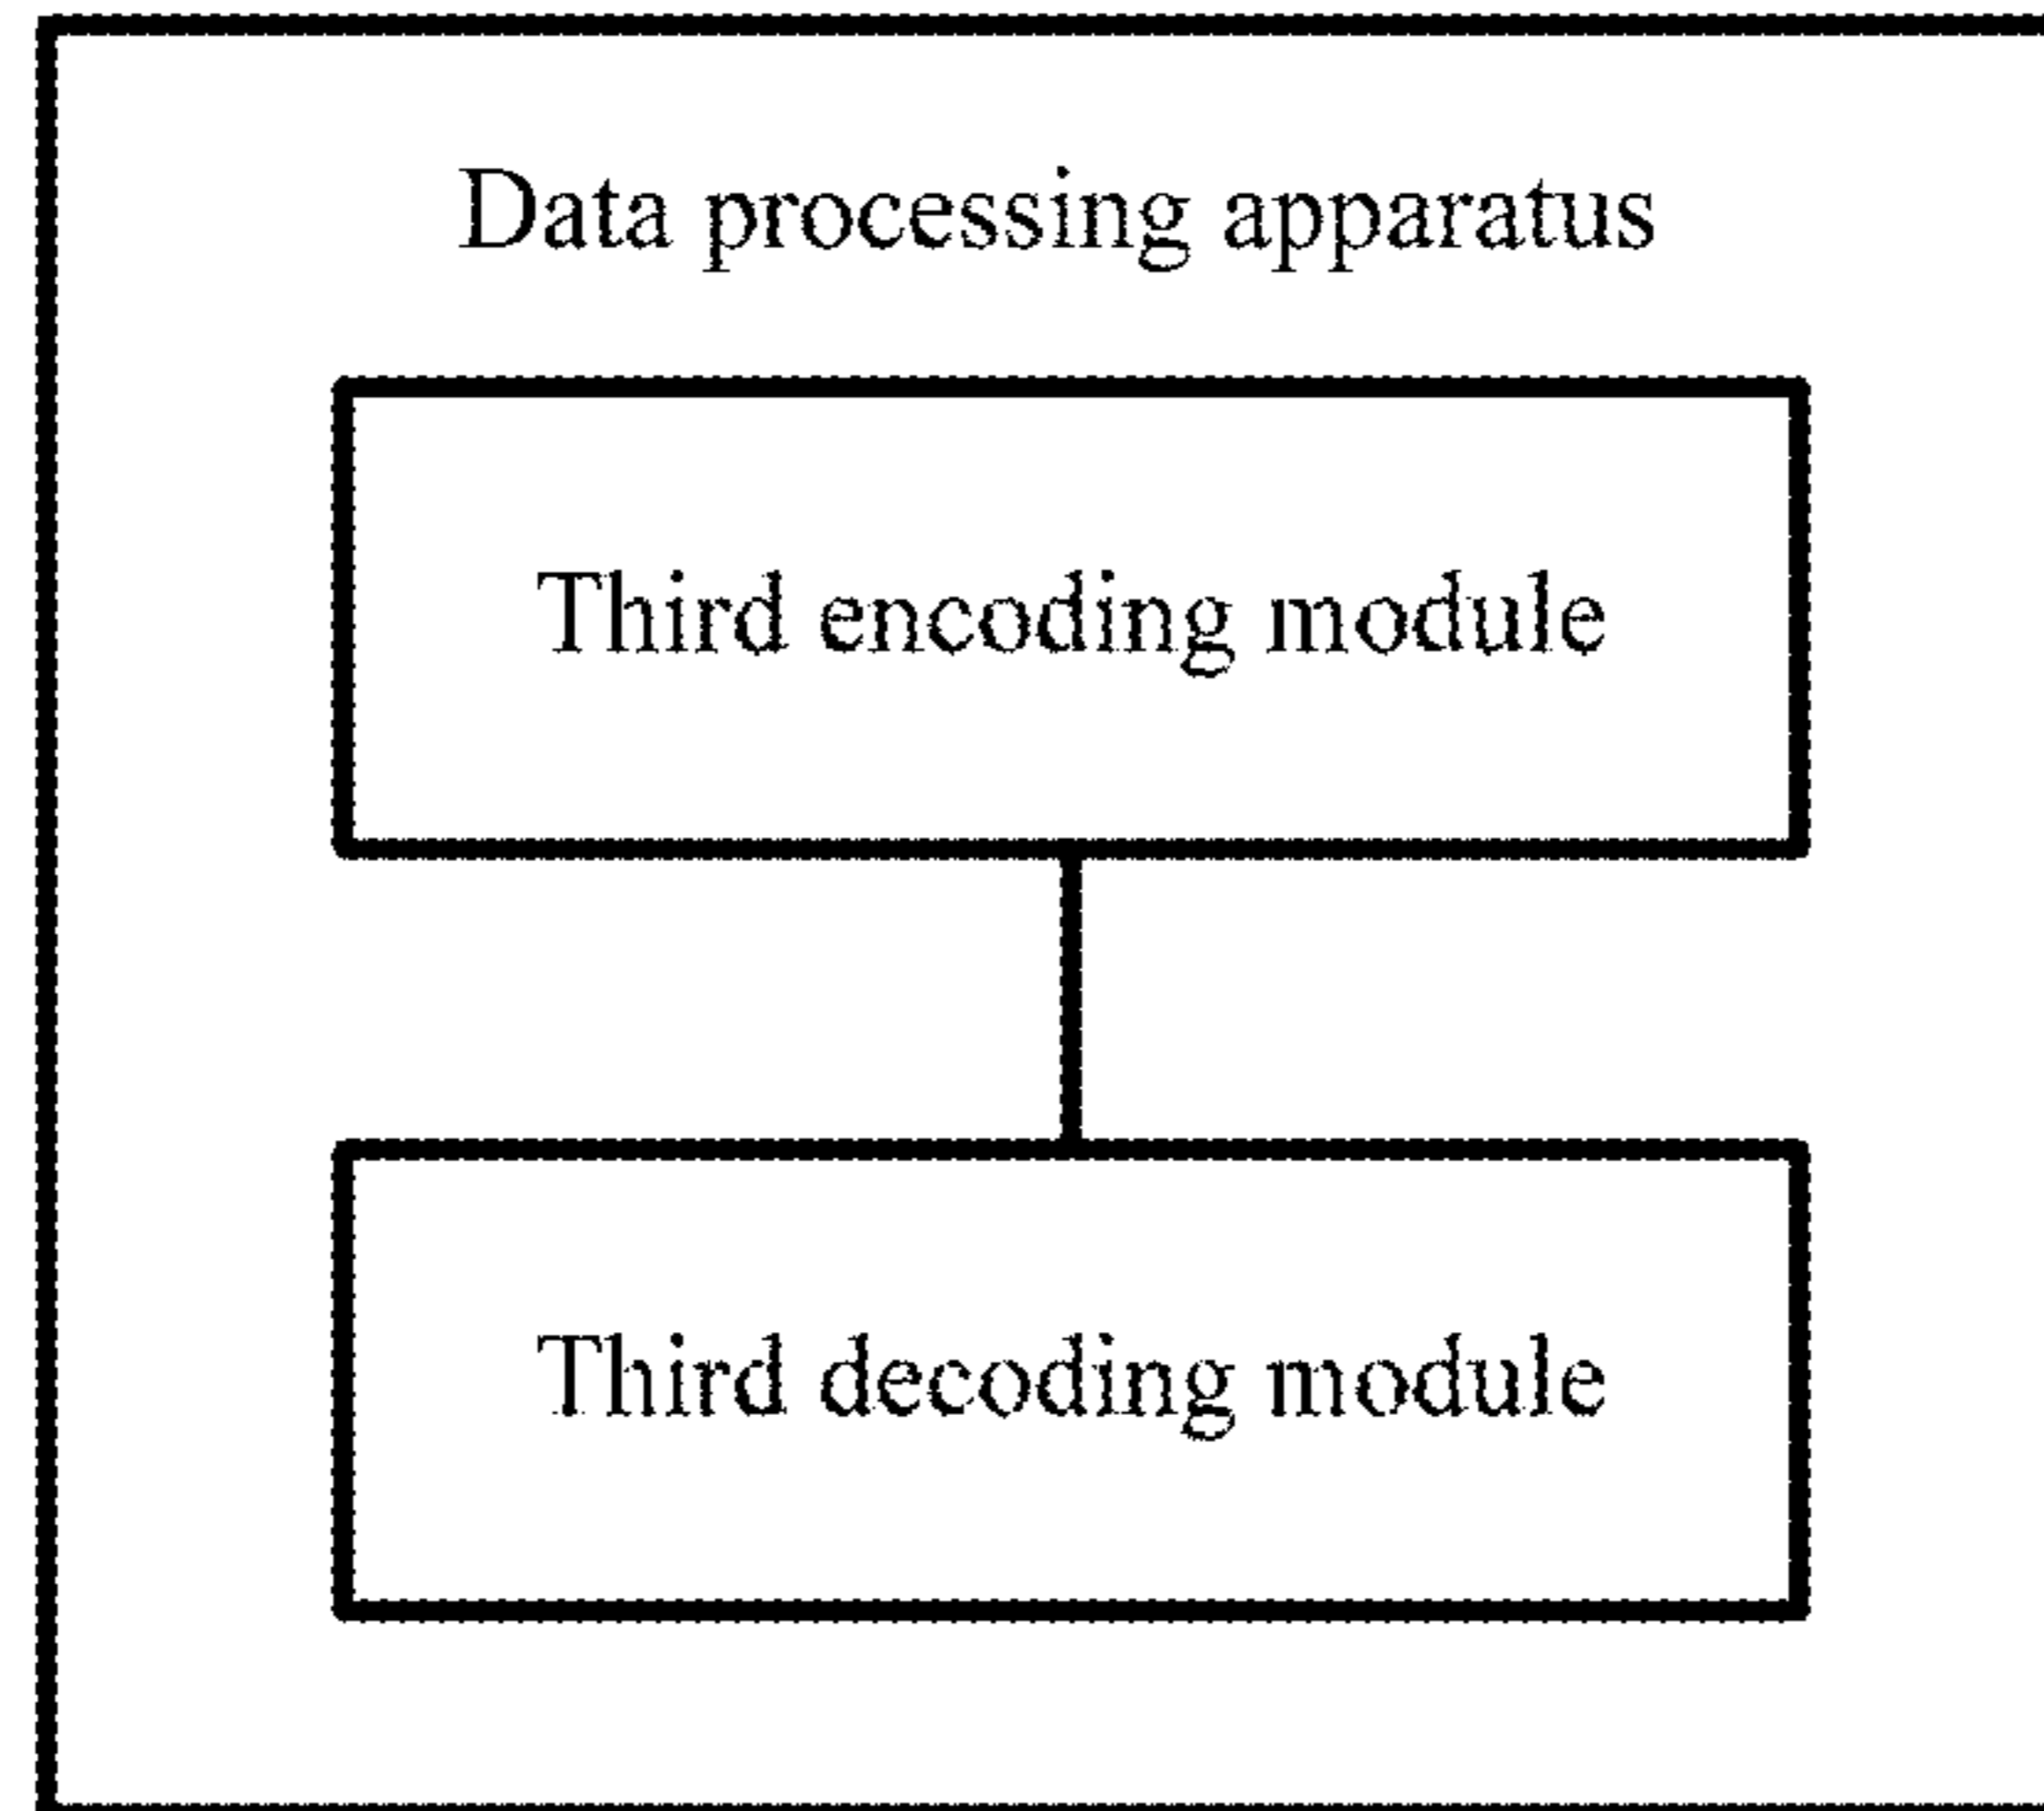 Data processing apparatus
Third encoding module
Third decoding module